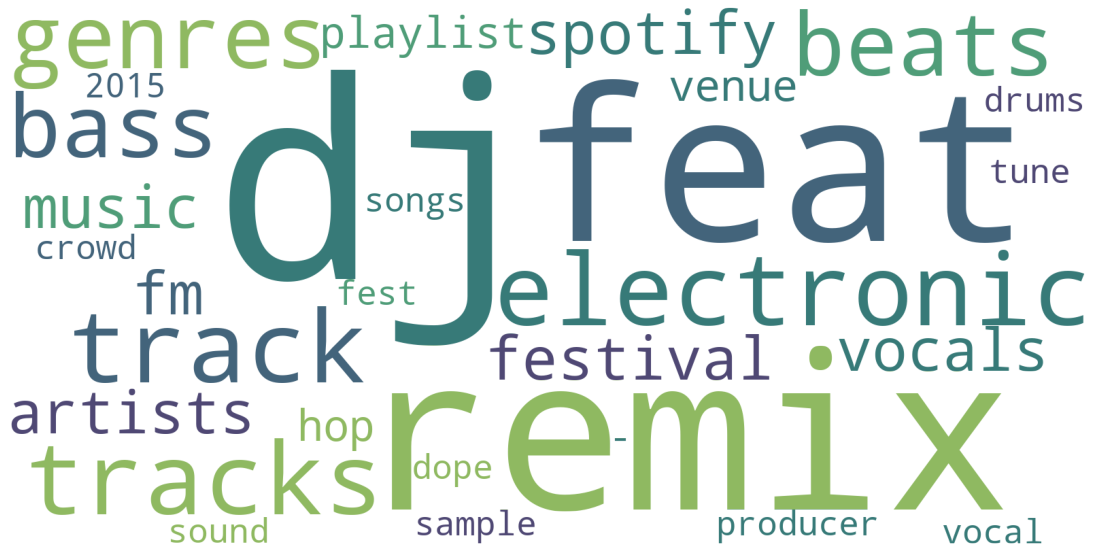 genres
playlist
spotify
beats
2015
venue
drums
bass
dj
feat
tune
music
songs
crowd
fm
fest
electronic
track
festival
vocals
artists
hop
remix
-
tracks
dope
sound
sample
producer
vocal